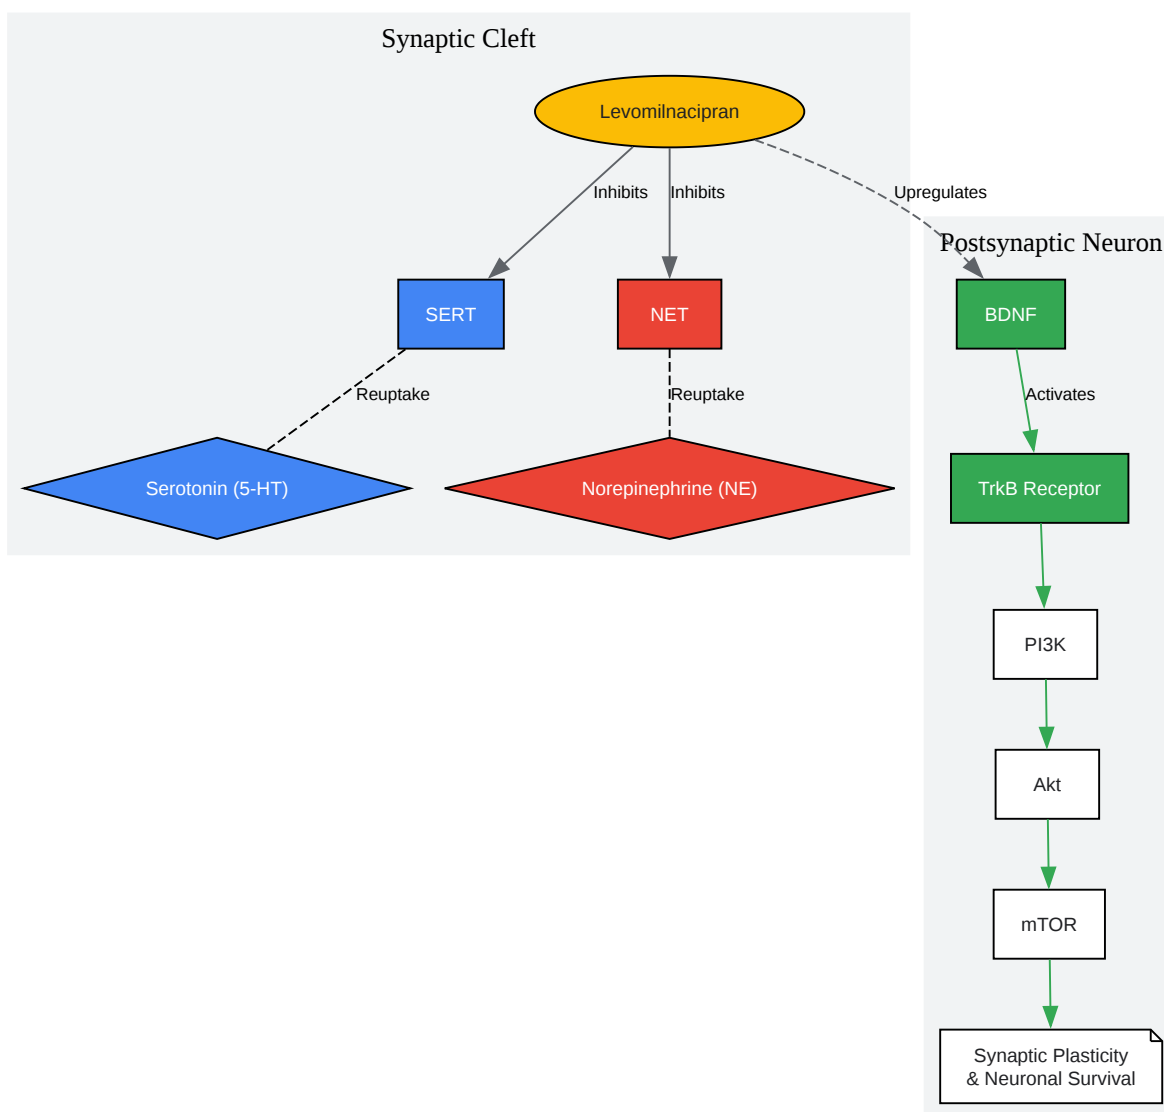 Synaptic Cleft
Levomilnacipran
Inhibits
Inhibits
Upregulates
Postsynaptic Neuron
SERT
NET
BDNF
Reuptake
Reuptake
Activates
Serotonin (5-HT)
Norepinephrine (NE)
TrkB Receptor
PI3K
Akt
mTOR
Synaptic Plasticity
& Neuronal Survival